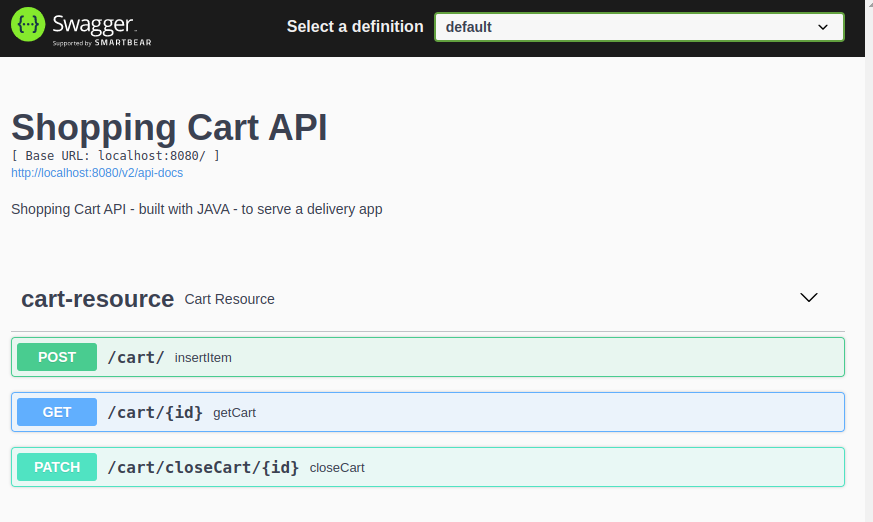 {...} Swagger
Supported by SMARTBEAR
Select a definition
default
Shopping Cart API
[ Base URL: localhost:8080/ ]
http://localhost:8080/v2/api-docs
Shopping Cart API - built with JAVA - to serve a delivery app
cart-resource Cart Resource
POST /cart/ insertItem
GET /cart/{id} getCart
PATCH /cart/closeCart/{id} closeCart